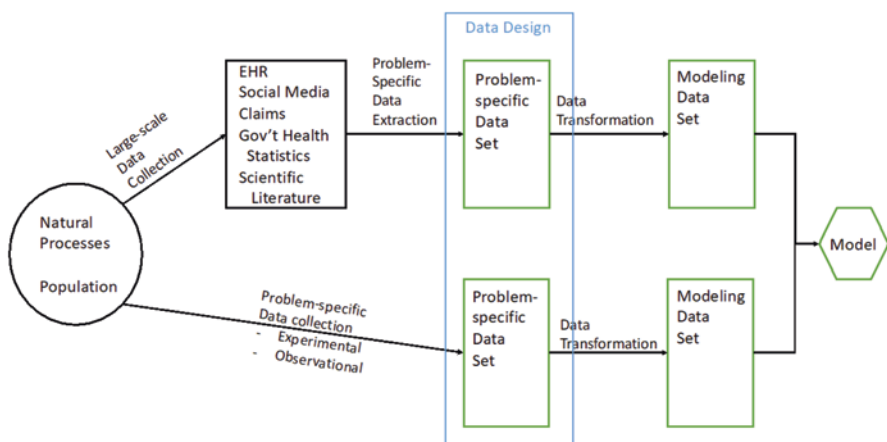 Data Design
EHR
Social Media
Claims
Gov't Health
Statistics
Scientific
Literature
Problem-
Specific
Data
Extraction
Problem-
specific
Data
Set
Data
Transformation
Modeling
Data
Set
Large-scale
Data
Collection
Natural
Processes
Population
Model
Problem-specific
Data collection
- Experimental
- Observational
Problem-
specific
Data
Set
Data
Transformation
Modeling
Data
Set